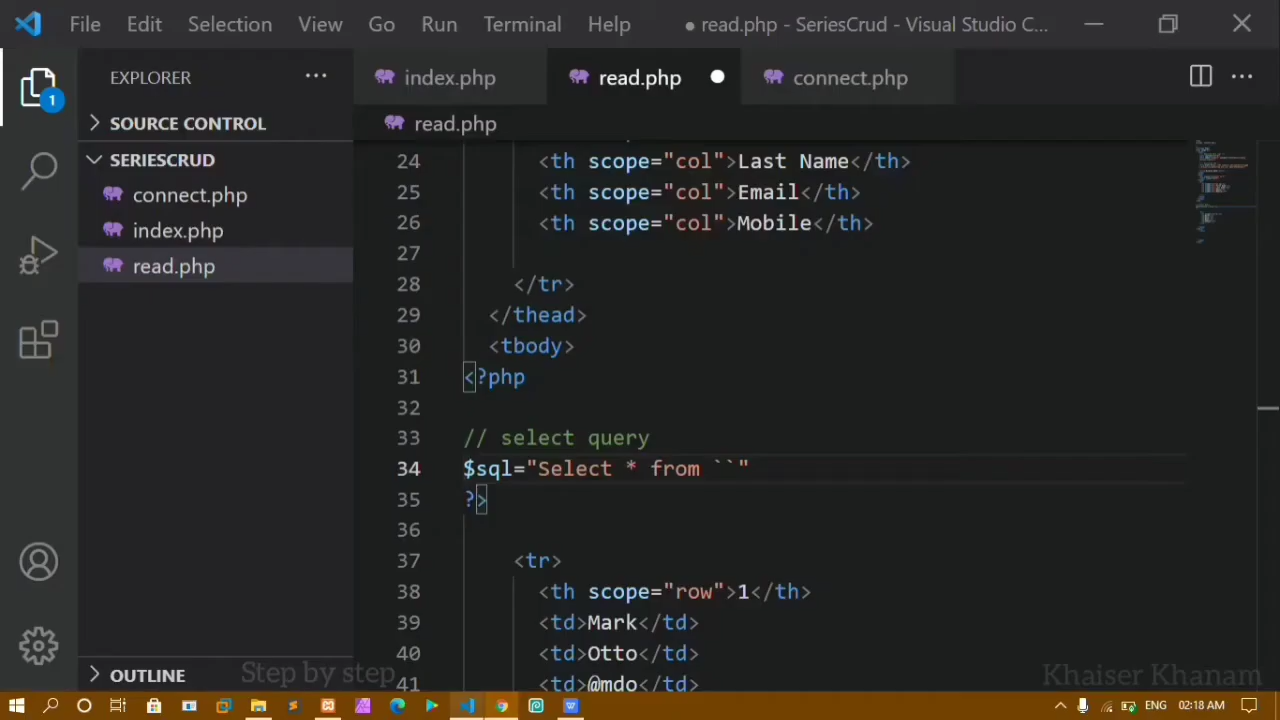 File Edit Selection View Go Run Terminal Help ● read.php - SeriesCrud - Visual Studio C...
EXPLORER ...
1
SOURCE CONTROL
SERIESCRUD
connect.php
index.php
read.php
OUTLINE
index.php read.php connect.php ...
read.php
24 <th scope="col">Last Name</th>
25 <th scope="col">Email</th>
26 <th scope="col">Mobile</th>
27
28 </tr>
29 </thead>
30 <tbody>
31 <?php
32
33 // select query
34 $sql="Select * from ``"
35 ?>
36
37 <tr>
38 <th scope="row">1</th>
39 <td>Mark</td>
40 <td>Otto</td>
41 <td>@mdo</td>
Step by step
Khaiser Khanam
ENG 02:18 AM